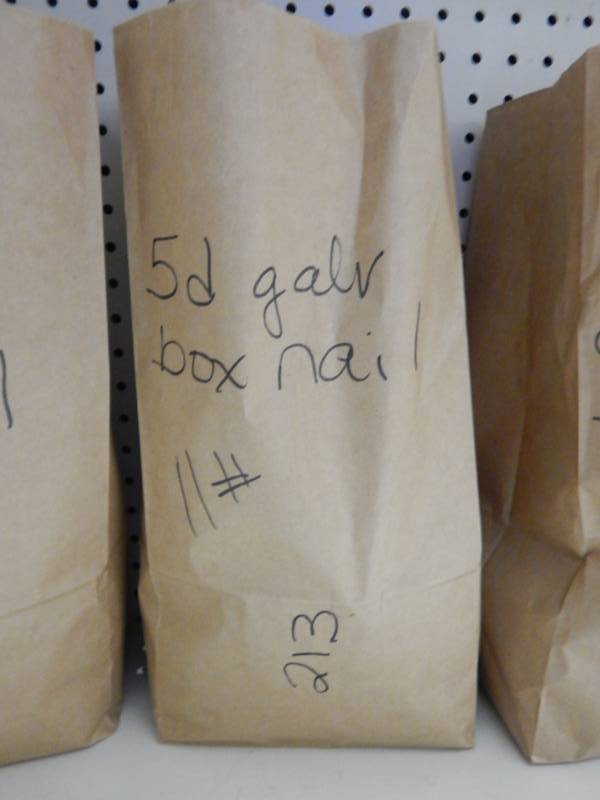 5d galv
box nail
11#
213